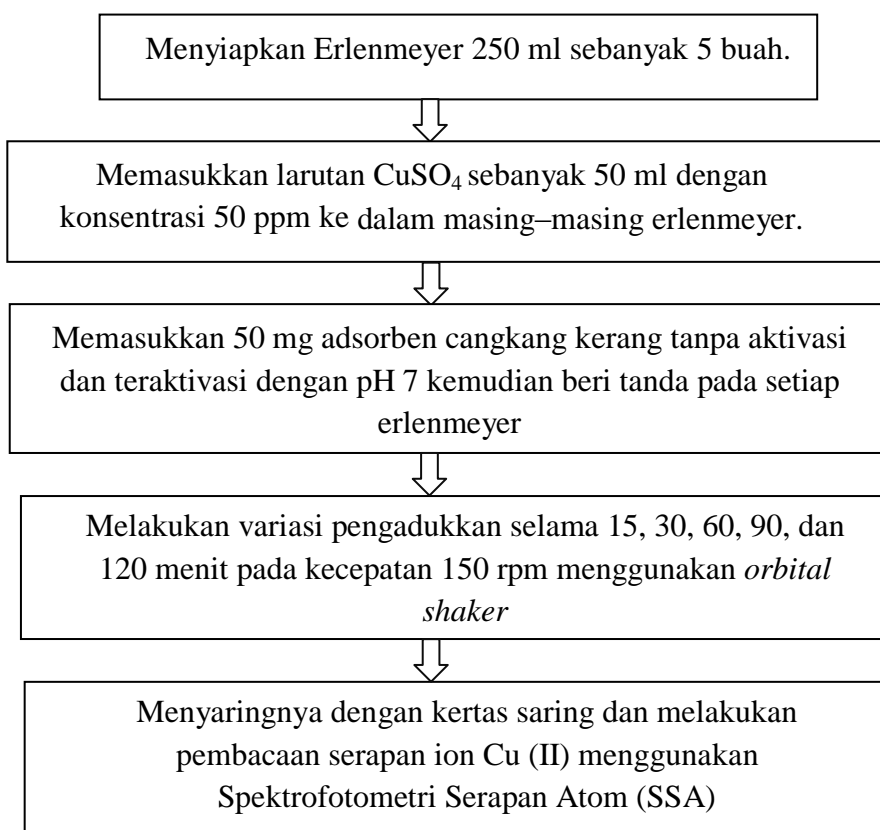 Menyiapkan Erlenmeyer 250 ml sebanyak 5 buah.
Memasukkan larutan CuSO₄ sebanyak 50 ml dengan
konsentrasi 50 ppm ke dalam masing–masing erlenmeyer.
Memasukkan 50 mg adsorben cangkang kerang tanpa aktivasi
dan teraktivasi dengan pH 7 kemudian beri tanda pada setiap
erlenmeyer
Melakukan variasi pengadukkan selama 15, 30, 60, 90, dan
120 menit pada kecepatan 150 rpm menggunakan orbital
shaker
Menyaringnya dengan kertas saring dan melakukan
pembacaan serapan ion Cu (II) menggunakan
Spektrofotometri Serapan Atom (SSA)